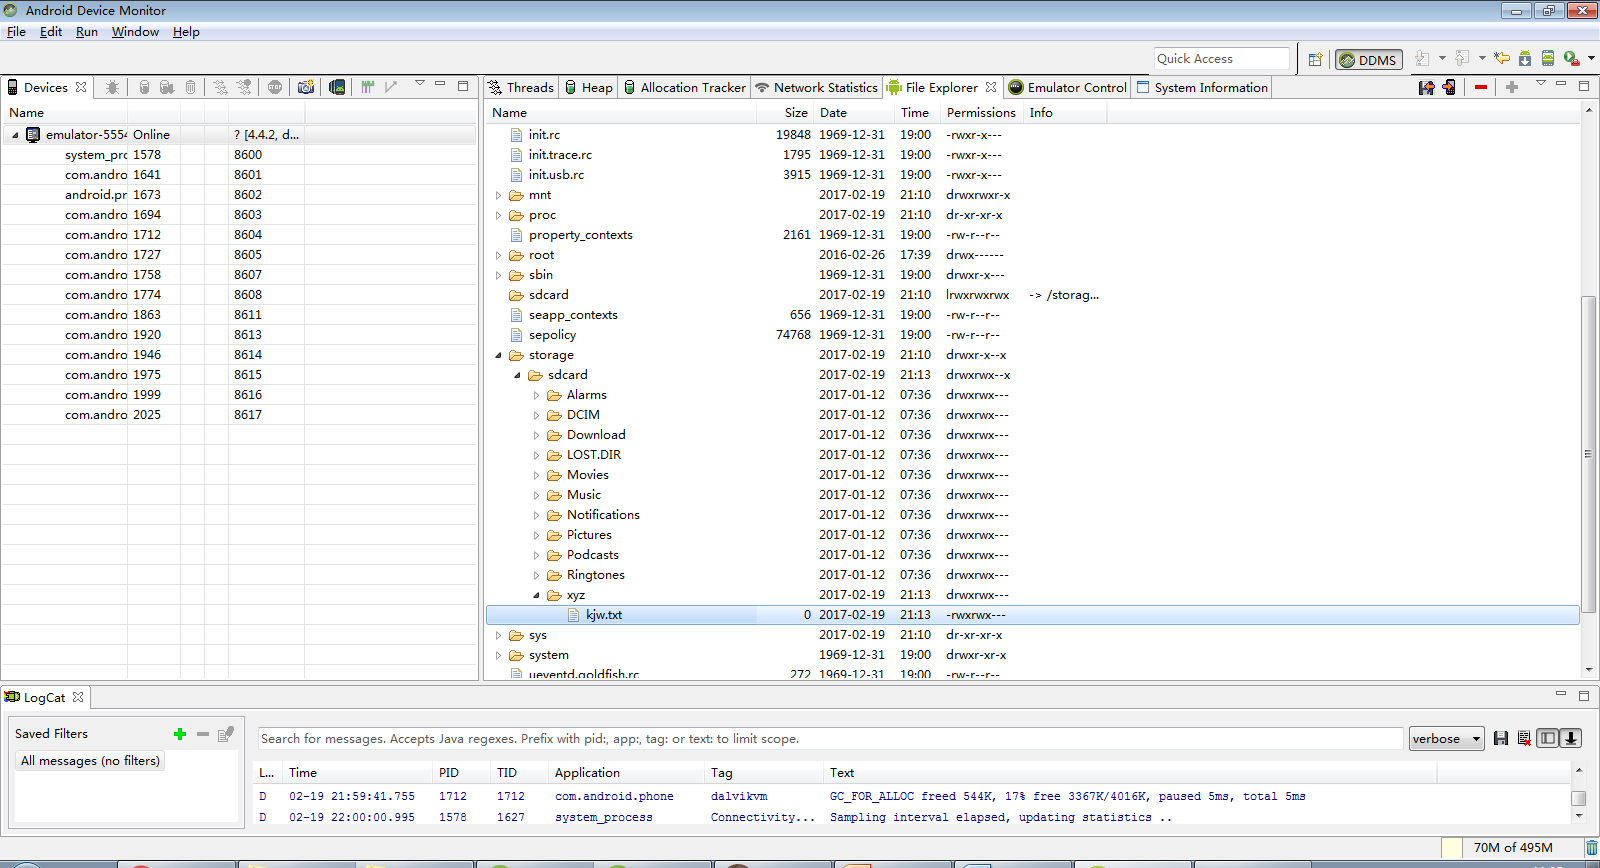 Android Device Monitor
File Edit Run Window Help
Quick Access
DDMS
Devices
Name
emulator-5554 Online ? [4.4.2, d...
system_prc 1578 8600
com.andro 1641 8601
android.pr 1673 8602
com.andro 1694 8603
com.andro 1712 8604
com.andro 1727 8605
com.andro 1758 8607
com.andro 1774 8608
com.andro 1863 8611
com.andro 1920 8613
com.andro 1946 8614
com.andro 1975 8615
com.andro 1999 8616
com.andro 2025 8617
Threads Heap Allocation Tracker Network Statistics File Explorer Emulator Control System Information
Name Size Date Time Permissions Info
init.rc 19848 1969-12-31 19:00 -rwxr-x---
init.trace.rc 1795 1969-12-31 19:00 -rwxr-x---
init.usb.rc 3915 1969-12-31 19:00 -rwxr-x---
mnt 2017-02-19 21:10 drwxrwxr-x
proc 2017-02-19 21:10 dr-xr-xr-x
property_contexts 2161 1969-12-31 19:00 -rw-r--r--
root 2016-02-26 17:39 drwx------
sbin 1969-12-31 19:00 drwxr-x---
sdcard 2017-02-19 21:10 lrwxrwxrwx -> /storag...
seapp_contexts 656 1969-12-31 19:00 -rw-r--r--
sepolicy 74768 1969-12-31 19:00 -rw-r--r--
storage 2017-02-19 21:10 drwxr-x--x
sdcard 2017-02-19 21:13 drwxrwx--x
Alarms 2017-01-12 07:36 drwxrwx---
DCIM 2017-01-12 07:36 drwxrwx---
Download 2017-01-12 07:36 drwxrwx---
LOST.DIR 2017-01-12 07:36 drwxrwx---
Movies 2017-01-12 07:36 drwxrwx---
Music 2017-01-12 07:36 drwxrwx---
Notifications 2017-01-12 07:36 drwxrwx---
Pictures 2017-01-12 07:36 drwxrwx---
Podcasts 2017-01-12 07:36 drwxrwx---
Ringtones 2017-01-12 07:36 drwxrwx---
xyz 2017-02-19 21:13 drwxrwx---
kjw.txt 0 2017-02-19 21:13 -rwxrwx---
sys 2017-02-19 21:10 dr-xr-xr-x
system 1969-12-31 19:00 drwxr-xr-x
ueventd.goldfish.rc 272 1969-12-31 19:00 -rw-r--r--
LogCat
Saved Filters
All messages (no filters)
Search for messages. Accepts Java regexes. Prefix with pid:, app:, tag: or text: to limit scope.
verbose
L... Time PID TID Application Tag Text
D 02-19 21:59:41.755 1712 1712 com.android.phone dalvikvm GC_FOR_ALLOC freed 544K, 17% free 3367K/4016K, paused 5ms, total 5ms
D 02-19 22:00:00.995 1578 1627 system_process Connectivity... Sampling interval elapsed, updating statistics ..
70M of 495M